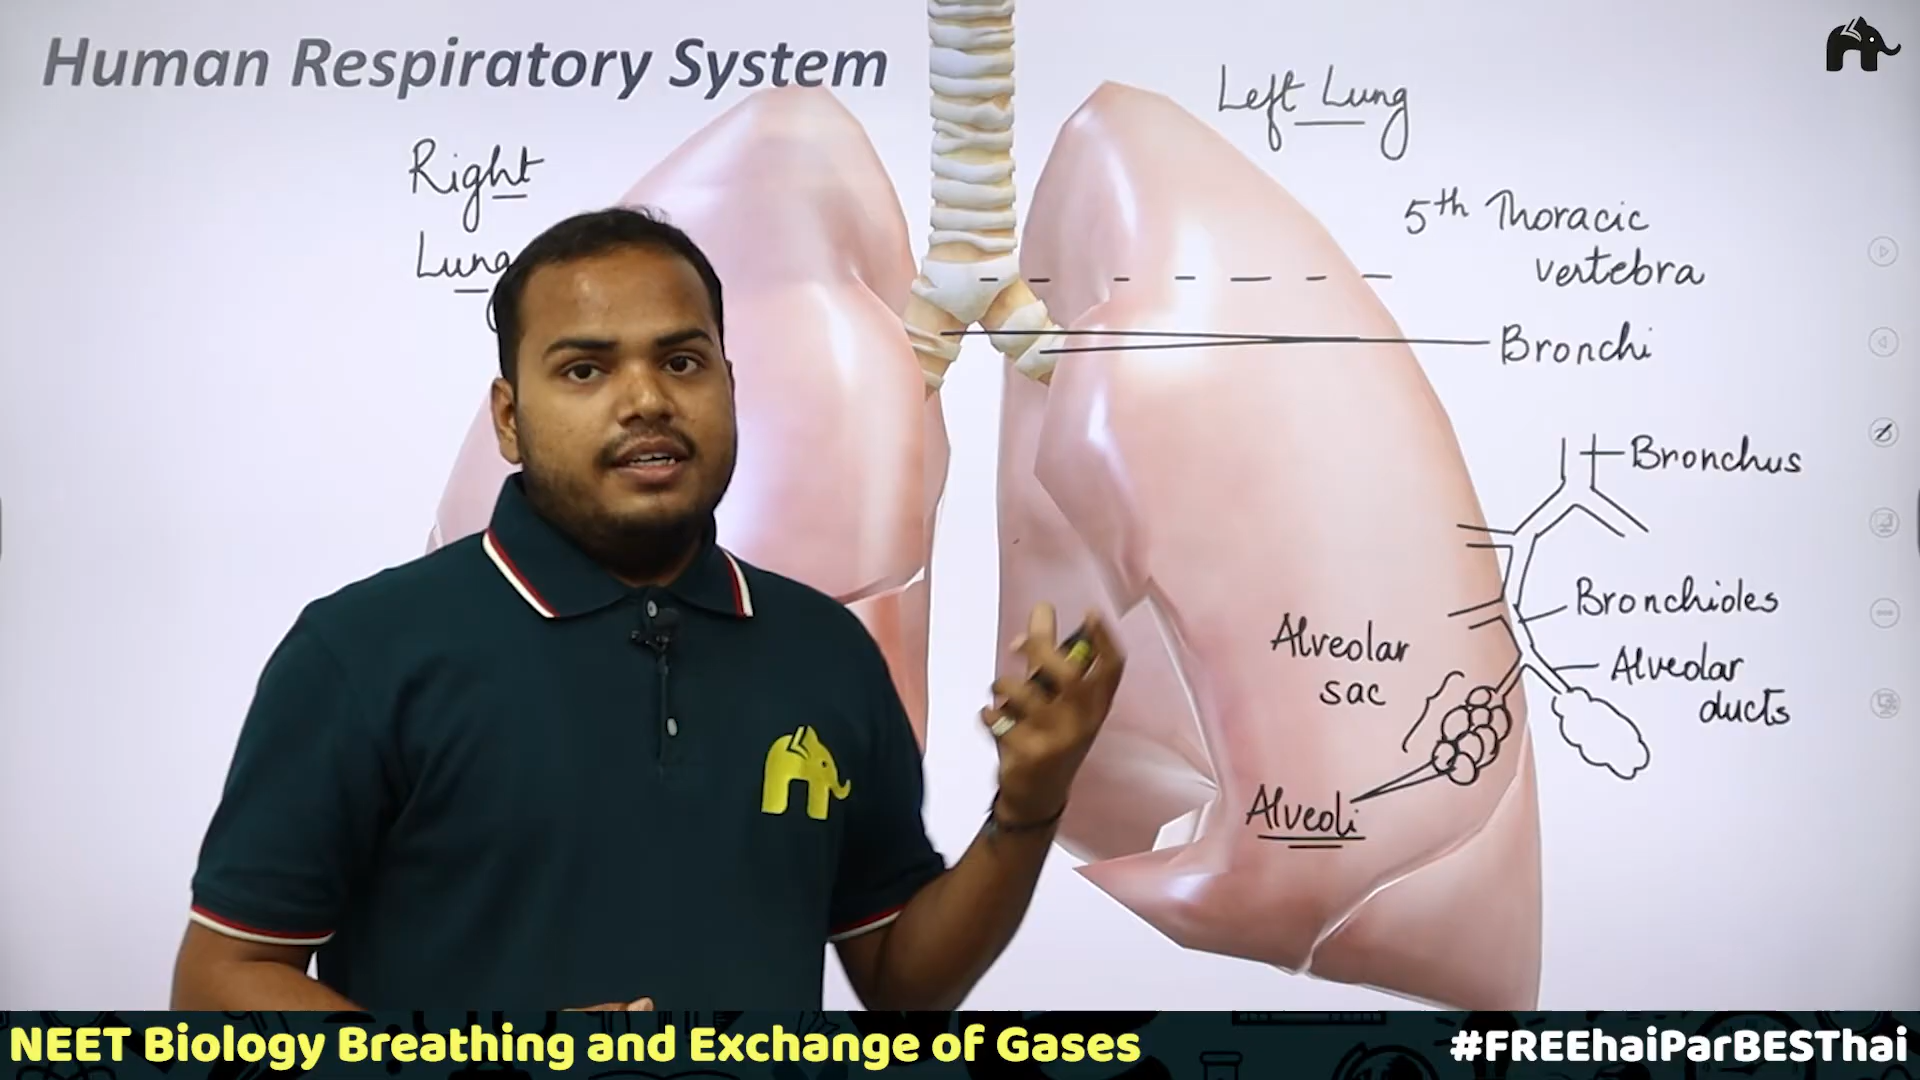 Human Respiratory System
Left Lung
Right
Lung
5th Thoracic
vertebra
Bronchi
Bronchus
Bronchioles
Alveolar
sac
Alveolar
ducts
Alveoli
NEET Biology Breathing and Exchange of Gases
#FREEhaiParBESThai